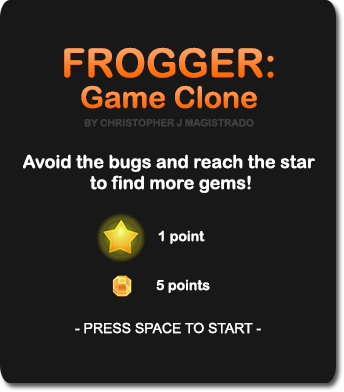 FROGGER:
Game Clone
BY CHRISTOPHER J MAGISTRADO
Avoid the bugs and reach the star
to find more gems!
1 point
5 points
- PRESS SPACE TO START -